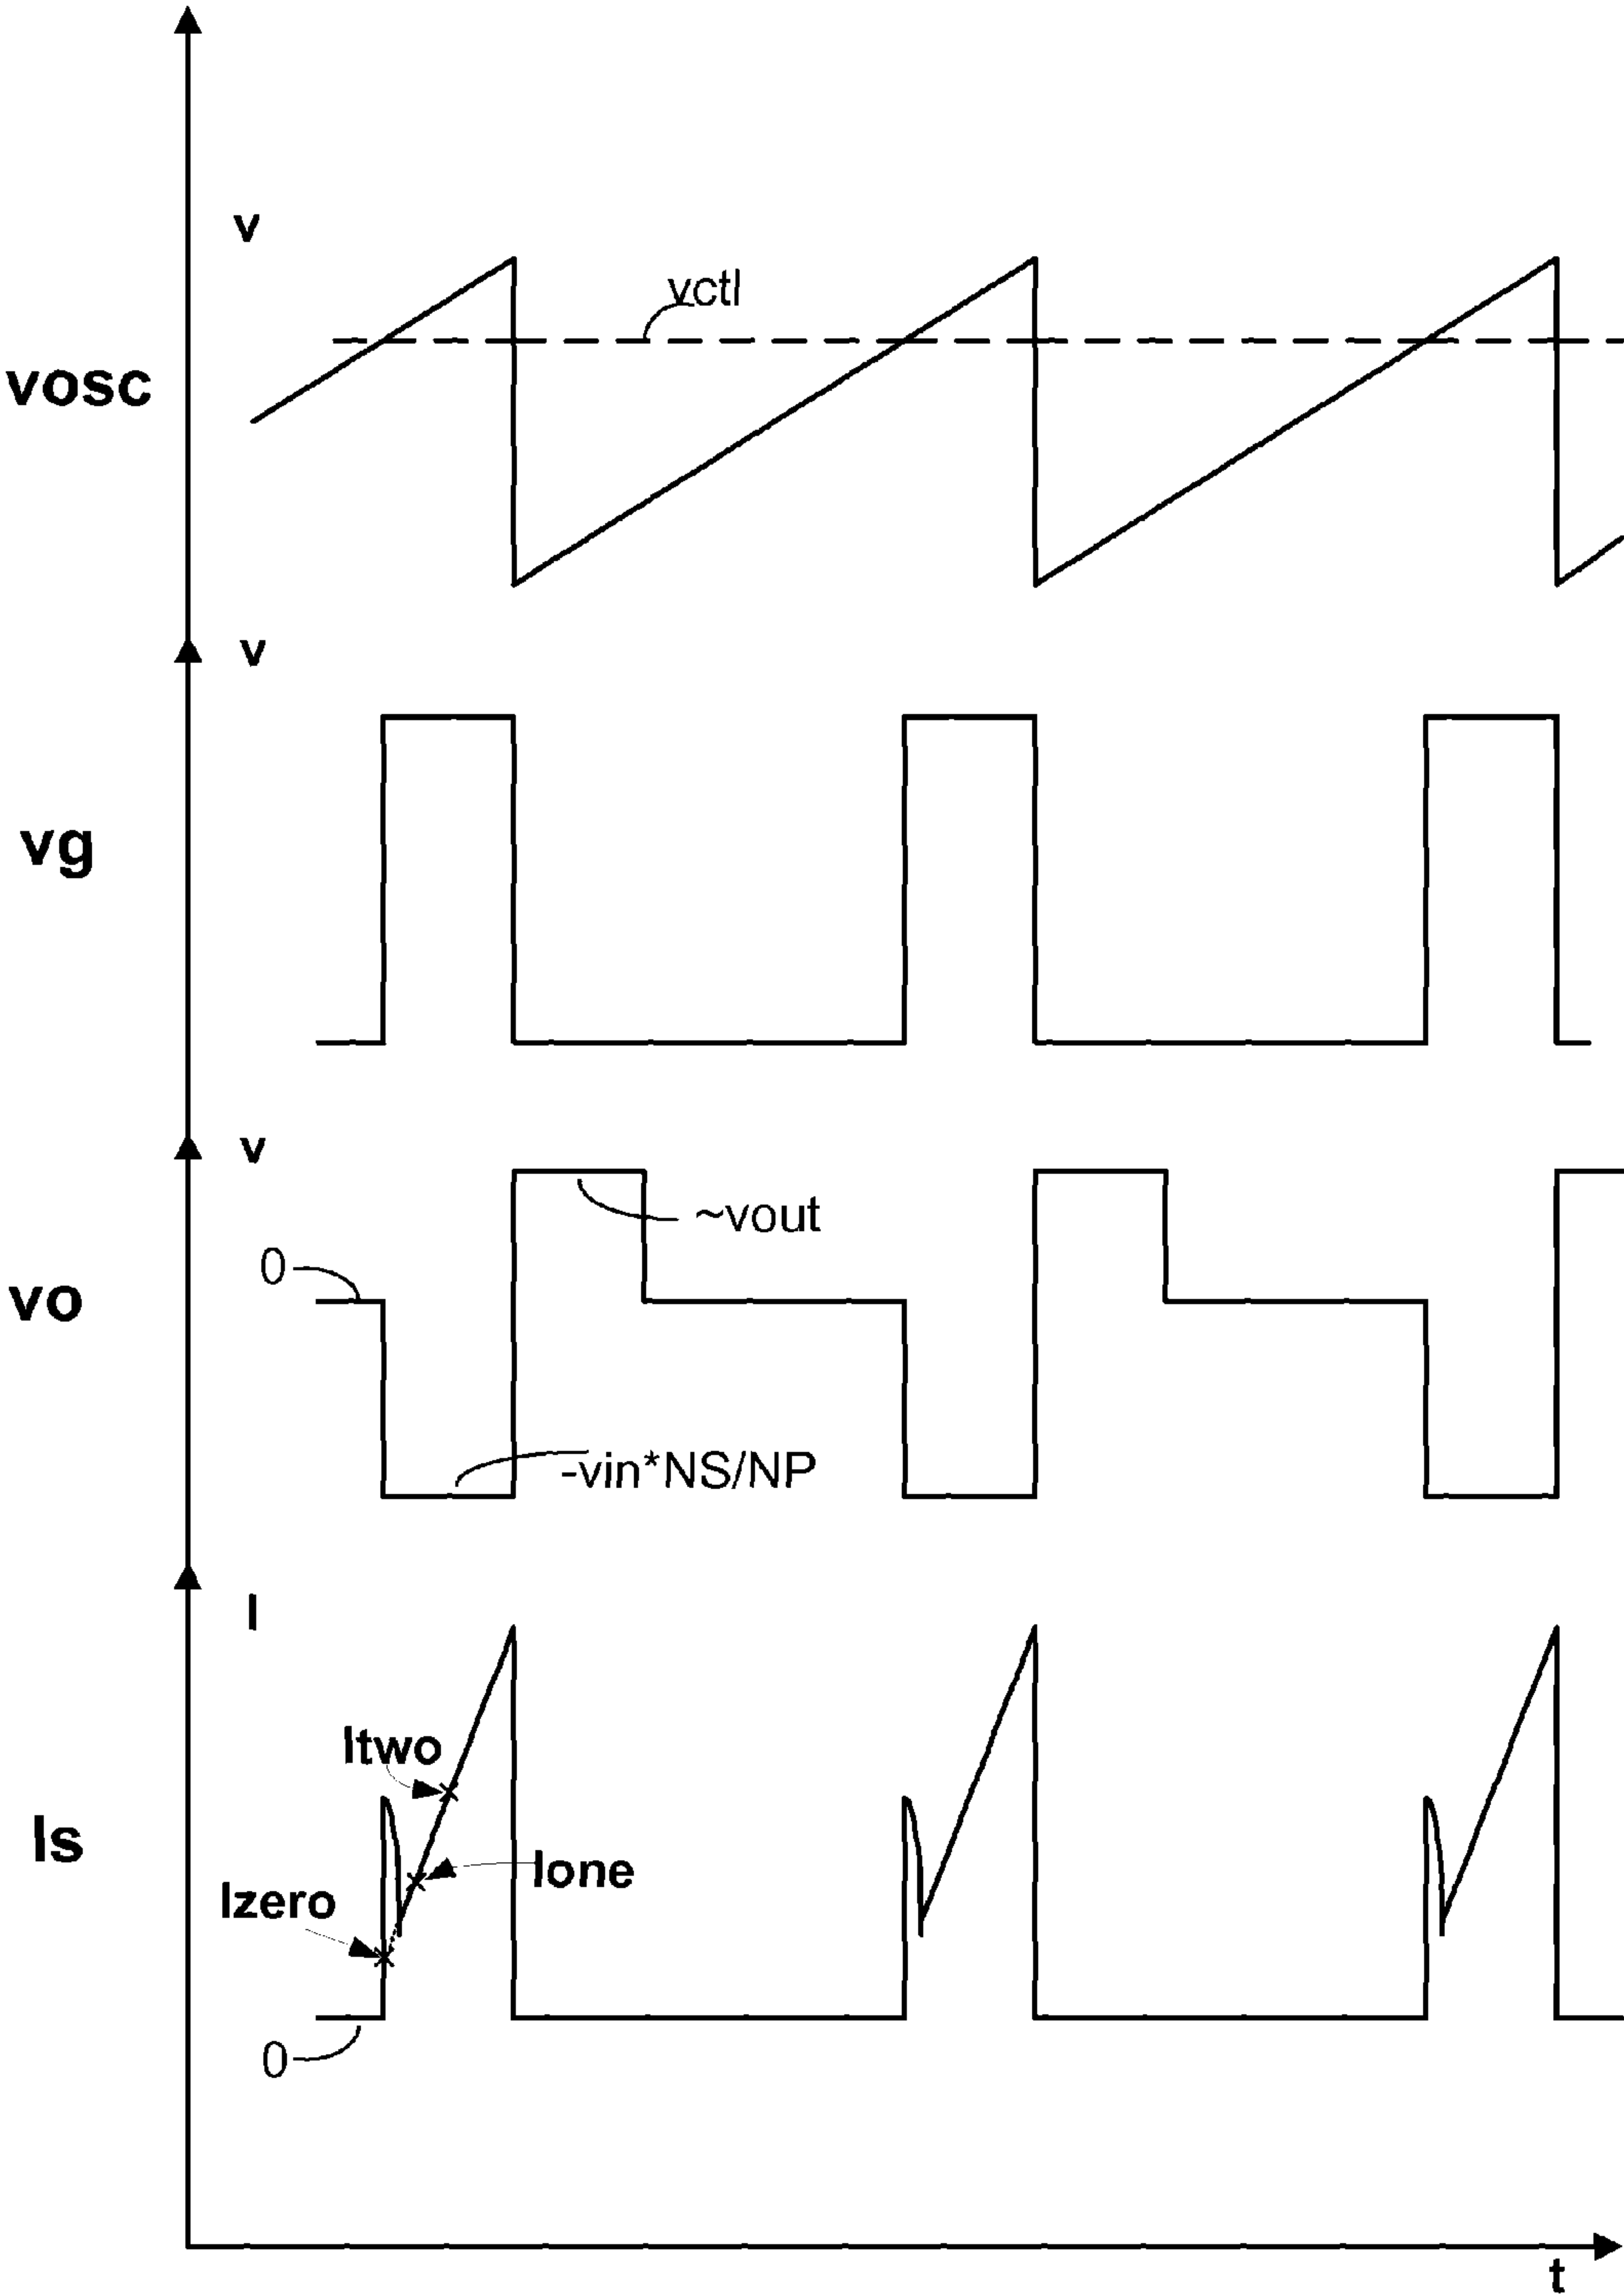 v
vctl
vosc
v
vg
v
~vout
0
vo
-vin*NS/NP
I
Itwo
Is
Ione
Izero
0
t